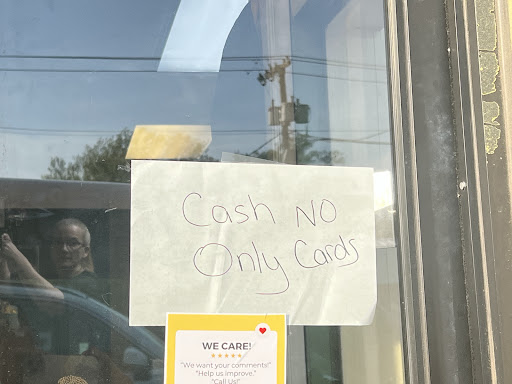 Cash NO
Only Cards
WE CARE!
"We want your comments"
"Help us improve,"
"Call Us!"